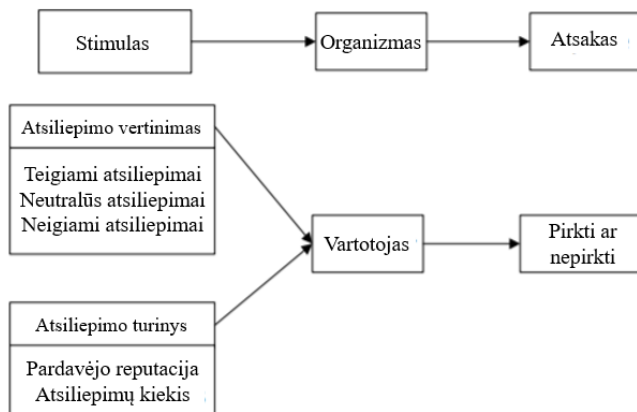 Stimulas
Organizmas
Atsakas
Atsiliepimo vertinimas
Teigiami atsiliepimai
Neutralūs atsiliepimai
Neigiami atsiliepimai
Vartotojas
Pirkti ar
nepirkti
Atsiliepimo turinys
Pardavėjo reputacija
Atsiliepimų kiekis